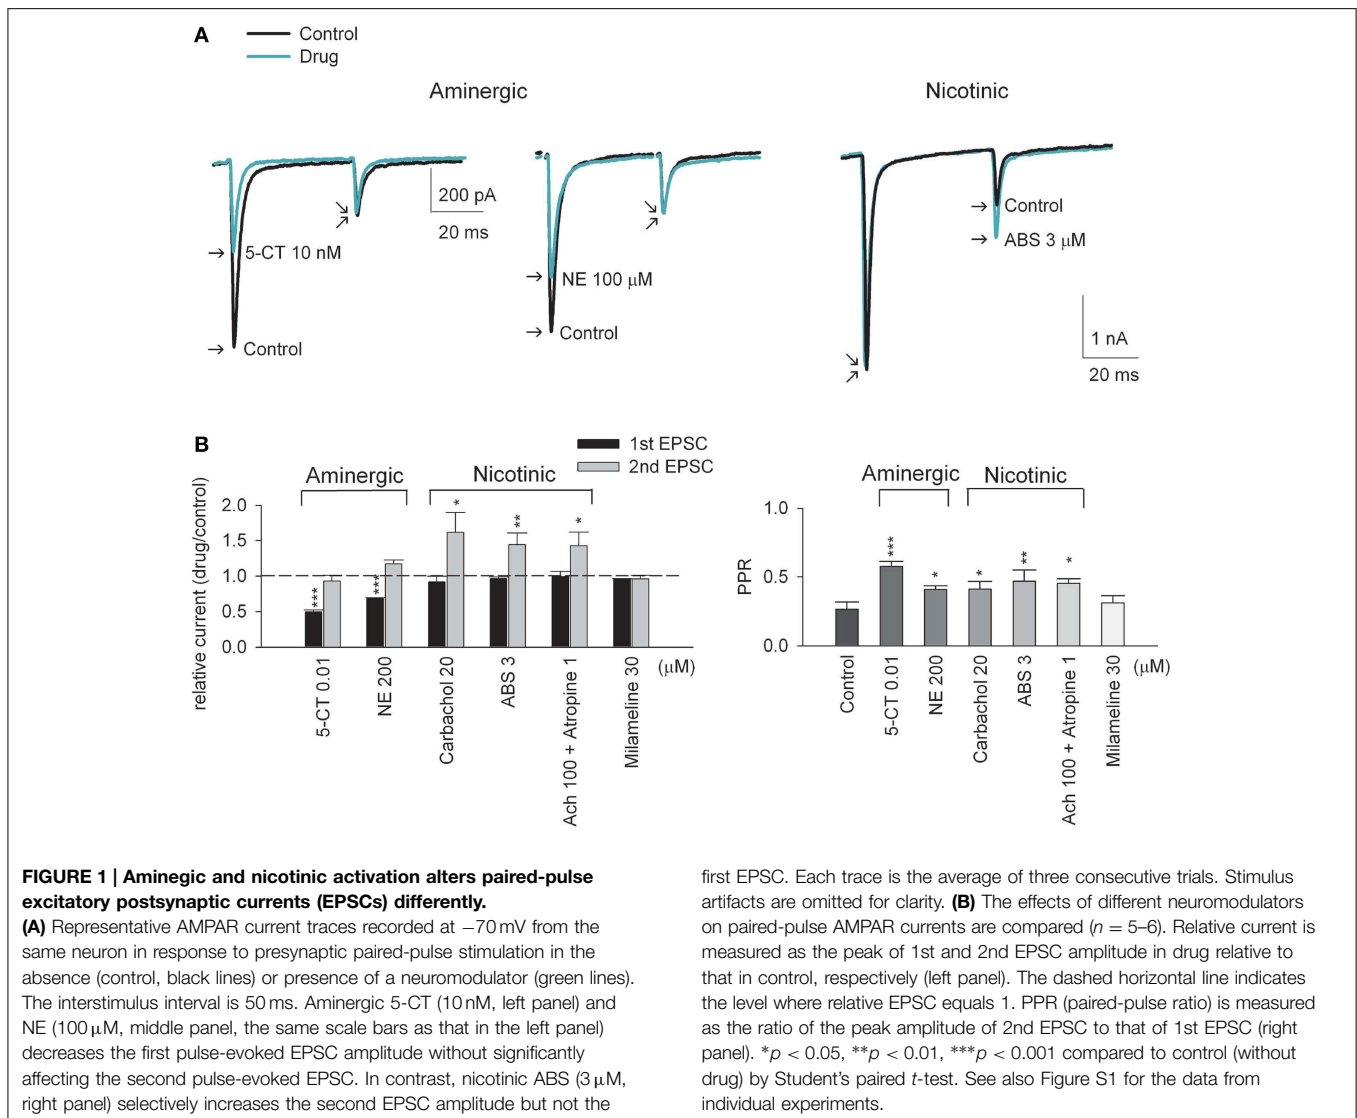 A
Control
Drug
Aminergic
Nicotinic
200 pA
20 ms
5-CT 10 nM
Control
NE 100 μM
Control
Control
ABS 3 μM
1 nA
20 ms
B
1st EPSC
2nd EPSC
Aminergic
Nicotinic
relative current (drug/control)
2.0
1.5
1.0
0.5
0.0
***
***
*
**
*
5-CT 0.01
NE 200
Carbachol 20
ABS 3
Ach 100 + Atropine 1
Milameline 30
(μM)
Aminergic
Nicotinic
PPR
1.0
0.5
0.0
***
*
*
**
*
Control
5-CT 0.01
NE 200
Carbachol 20
ABS 3
Ach 100 + Atropine 1
Milameline 30
(μM)
FIGURE 1 | Aminegic and nicotinic activation alters paired-pulse
excitatory postsynaptic currents (EPSCs) differently.
(A) Representative AMPAR current traces recorded at −70 mV from the
same neuron in response to presynaptic paired-pulse stimulation in the
absence (control, black lines) or presence of a neuromodulator (green lines).
The interstimulus interval is 50 ms. Aminergic 5-CT (10 nM, left panel) and
NE (100 μM, middle panel, the same scale bars as that in the left panel)
decreases the first pulse-evoked EPSC amplitude without significantly
affecting the second pulse-evoked EPSC. In contrast, nicotinic ABS (3 μM,
right panel) selectively increases the second EPSC amplitude but not the
first EPSC. Each trace is the average of three consecutive trials. Stimulus
artifacts are omitted for clarity. (B) The effects of different neuromodulators
on paired-pulse AMPAR currents are compared (n = 5–6). Relative current is
measured as the peak of 1st and 2nd EPSC amplitude in drug relative to
that in control, respectively (left panel). The dashed horizontal line indicates
the level where relative EPSC equals 1. PPR (paired-pulse ratio) is measured
as the ratio of the peak amplitude of 2nd EPSC to that of 1st EPSC (right
panel). *p < 0.05, **p < 0.01, ***p < 0.001 compared to control (without
drug) by Student's paired t-test. See also Figure S1 for the data from
individual experiments.